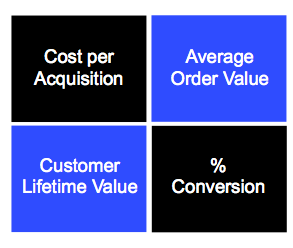 Cost per
Acquisition
Average
Order Value
Customer
Lifetime Value
%
Conversion